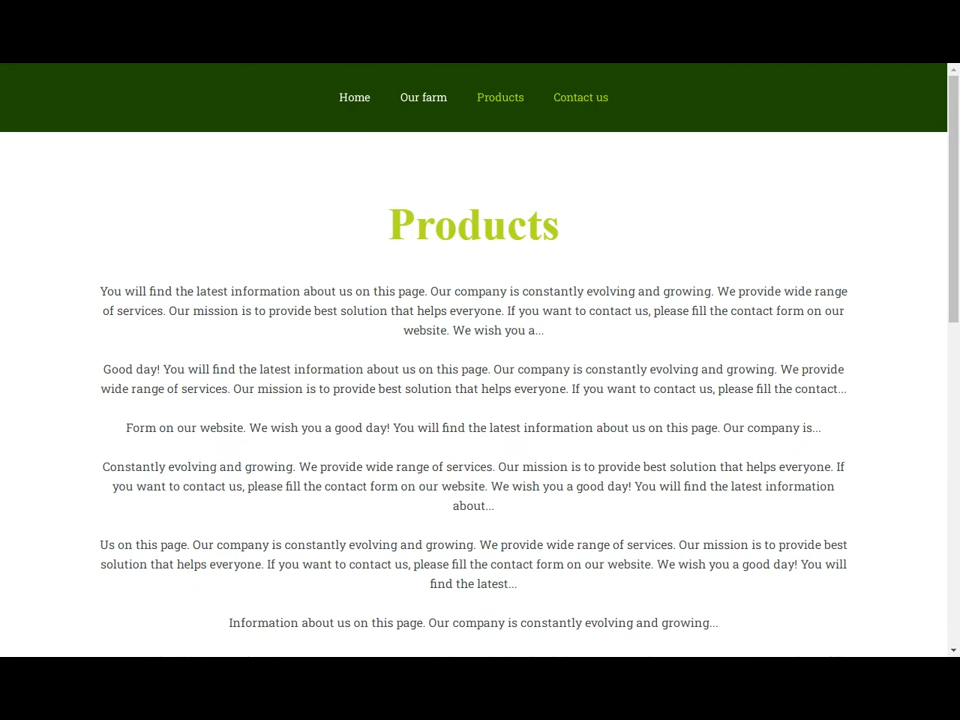 Home Our farm Products Contact us
Products
You will find the latest information about us on this page. Our company is constantly evolving and growing. We provide wide range
of services. Our mission is to provide best solution that helps everyone. If you want to contact us, please fill the contact form on our
website. We wish you a...
Good day! You will find the latest information about us on this page. Our company is constantly evolving and growing. We provide
wide range of services. Our mission is to provide best solution that helps everyone. If you want to contact us, please fill the contact...
Form on our website. We wish you a good day! You will find the latest information about us on this page. Our company is...
Constantly evolving and growing. We provide wide range of services. Our mission is to provide best solution that helps everyone. If
you want to contact us, please fill the contact form on our website. We wish you a good day! You will find the latest information
about...
Us on this page. Our company is constantly evolving and growing. We provide wide range of services. Our mission is to provide best
solution that helps everyone. If you want to contact us, please fill the contact form on our website. We wish you a good day! You will
find the latest...
Information about us on this page. Our company is constantly evolving and growing...